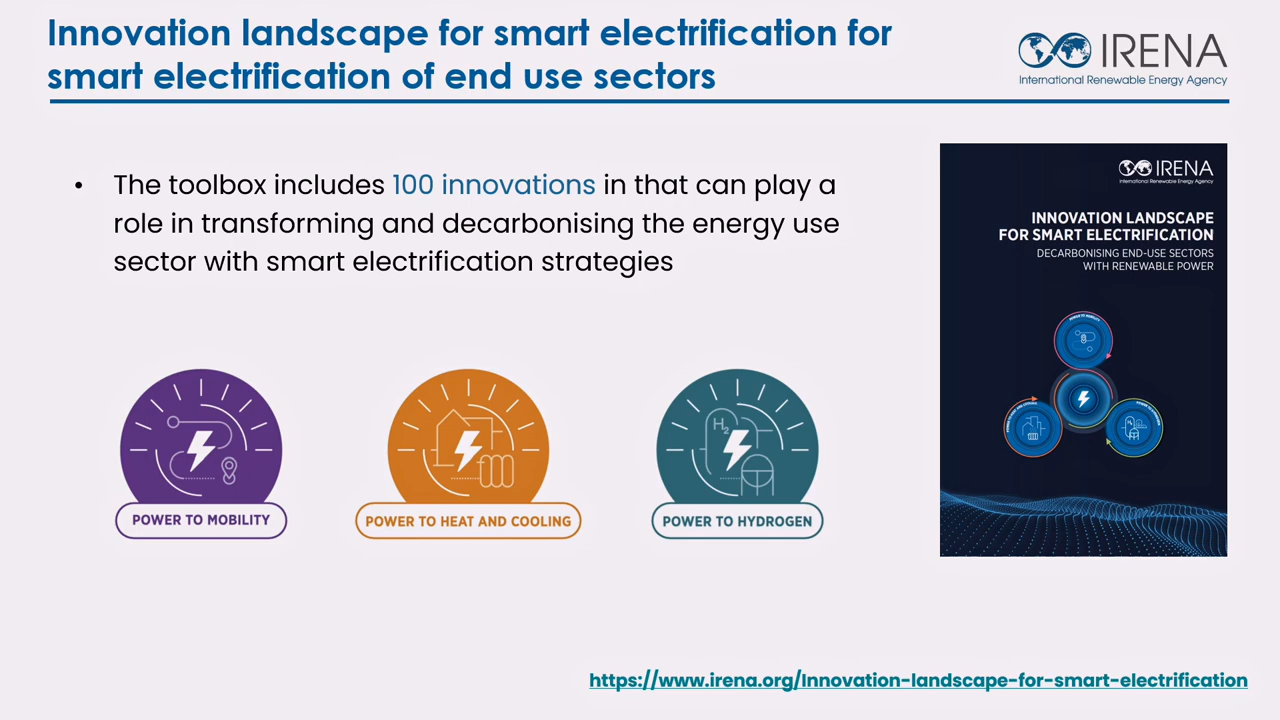 Innovation landscape for smart electrification for
smart electrification of end use sectors
IRENA
International Renewable Energy Agency
• The toolbox includes 100 innovations in that can play a
role in transforming and decarbonising the energy use
sector with smart electrification strategies
IRENA
International Renewable Energy Agency
INNOVATION LANDSCAPE
FOR SMART ELECTRIFICATION
DECARBONISING END-USE SECTORS
WITH RENEWABLE POWER
POWER TO MOBILITY
H2
POWER TO MOBILITY
POWER TO HEAT AND COOLING
POWER TO HYDROGEN
https://www.irena.org/Innovation-landscape-for-smart-electrification